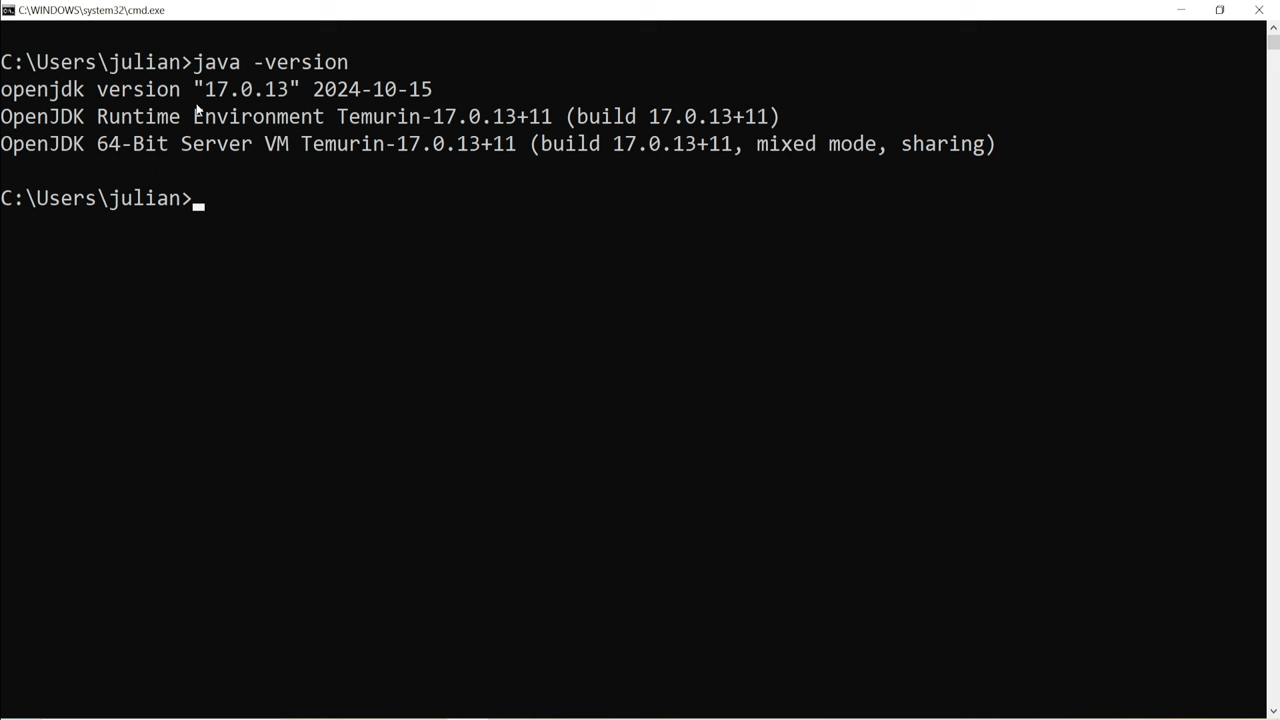 C:\WINDOWS\system32\cmd.exe
C:\Users\julian>java -version
openjdk version "17.0.13" 2024-10-15
OpenJDK Runtime Environment Temurin-17.0.13+11 (build 17.0.13+11)
OpenJDK 64-Bit Server VM Temurin-17.0.13+11 (build 17.0.13+11, mixed mode, sharing)
C:\Users\julian>